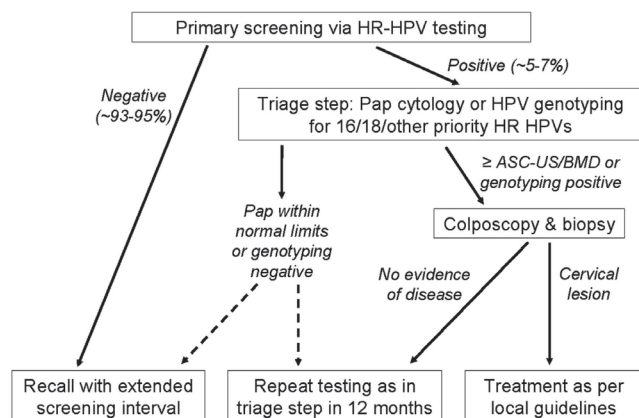 Primary screening via HR-HPV testing
Positive (~5-7%)
Negative
(~93-95%)
Triage step: Pap cytology or HPV genotyping
for 16/18/other priority HR HPVs
≥ ASC-US/BMD or
genotyping positive
Pap within
normal limits
or genotyping
negative
Colposcopy & biopsy
No evidence
of disease
Cervical
lesion
Recall with extended
screening interval
Repeat testing as in
triage step in 12 months
Treatment as per
local guidelines